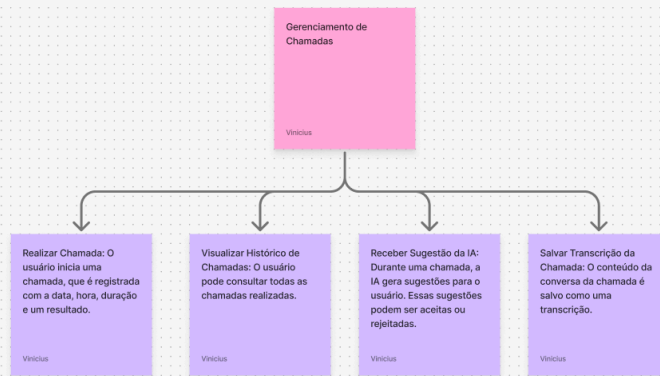 Gerenciamento de
Chamadas
Vinicius
Realizar Chamada: O
usuário inicia uma
chamada, que é registrada
com a data, hora, duração
e um resultado.
Vinicius
Visualizar Histórico de
Chamadas: O usuário
pode consultar todas as
chamadas realizadas.
Vinicius
Receber Sugestão da IA:
Durante uma chamada, a
IA gera sugestões para o
usuário. Essas sugestões
podem ser aceitas ou
rejeitadas.
Vinicius
Salvar Transcrição da
Chamada: O conteúdo da
conversa da chamada é
salvo como uma
transcrição.
Vinicius